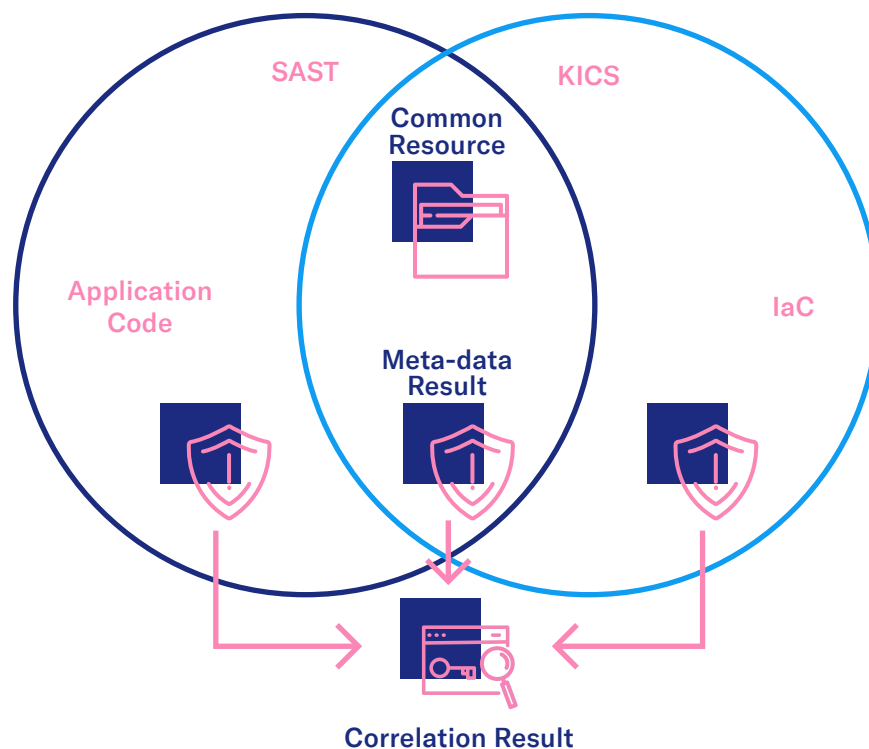 SAST
KICS
Common
Resource
Application
Code
IaC
Meta-data
Result
Correlation Result